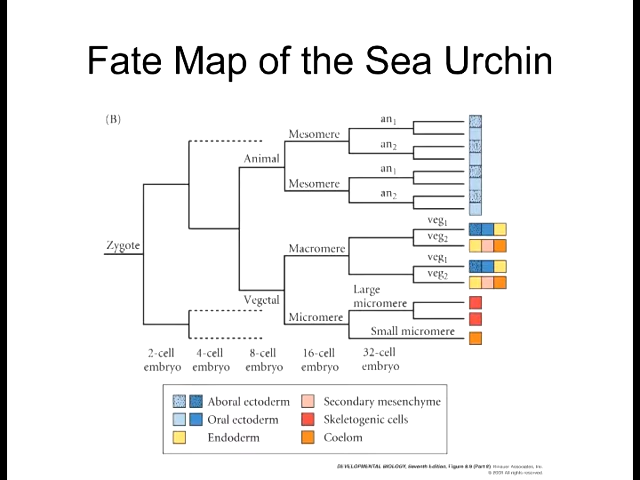 Fate Map of the Sea Urchin
(B)
an1
Mesomere
an2
Animal
an1
Mesomere
an2
veg1
veg2
Zygote
Macromere
veg1
veg2
Vegetal
Large
micromere
Micromere
Small micromere
2-cell embryo
4-cell embryo
8-cell embryo
16-cell embryo
32-cell embryo
Aboral ectoderm
Secondary mesenchyme
Oral ectoderm
Skeletogenic cells
Endoderm
Coelom
DEVELOPMENTAL BIOLOGY, Seventh Edition, Figure 8.9 (Part 2) Sinauer Associates, Inc.
© 2003 All rights reserved.